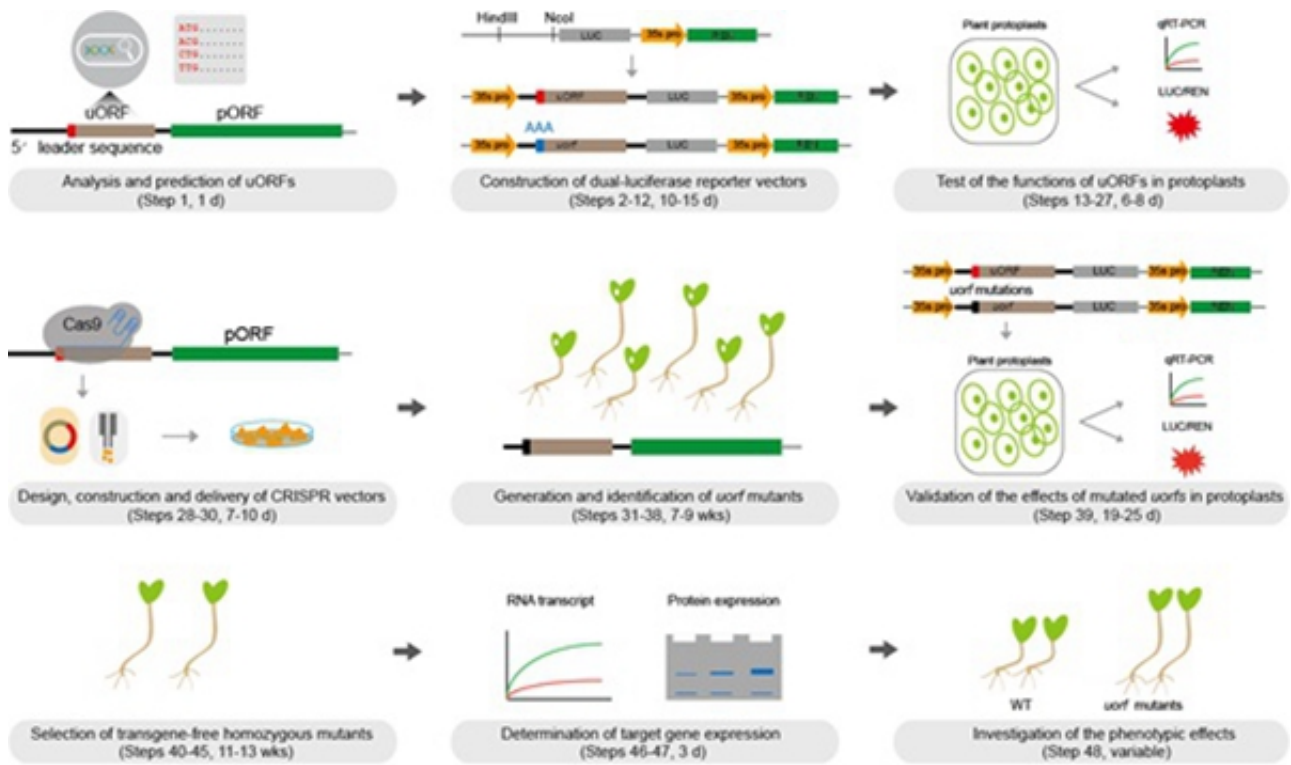 ATG.......
ACG.......
CTG.......
TTG.......
uORF
pORF
5′ leader sequence
Analysis and prediction of uORFs
(Step 1, 1 d)
HindIII NcoI
LUC 35s pro
35s pro uORF LUC 35s pro
AAA
35s pro uorf LUC 35s pro
Construction of dual-luciferase reporter vectors
(Steps 2-12, 10-15 d)
Plant protoplasts
qRT-PCR
LUC/REN
Test of the functions of uORFs in protoplasts
(Steps 13-27, 6-8 d)
Cas9
pORF
Design, construction and delivery of CRISPR vectors
(Steps 28-30, 7-10 d)
Generation and identification of uorf mutants
(Steps 31-38, 7-9 wks)
35s pro uORF LUC 35s pro
uorf mutations
35s pro uorf LUC 35s pro
Plant protoplasts
qRT-PCR
LUC/REN
Validation of the effects of mutated uorfs in protoplasts
(Step 39, 19-25 d)
Selection of transgene-free homozygous mutants
(Steps 40-45, 11-13 wks)
RNA transcript
Protein expression
Determination of target gene expression
(Steps 46-47, 3 d)
WT
uorf mutants
Investigation of the phenotypic effects
(Step 48, variable)